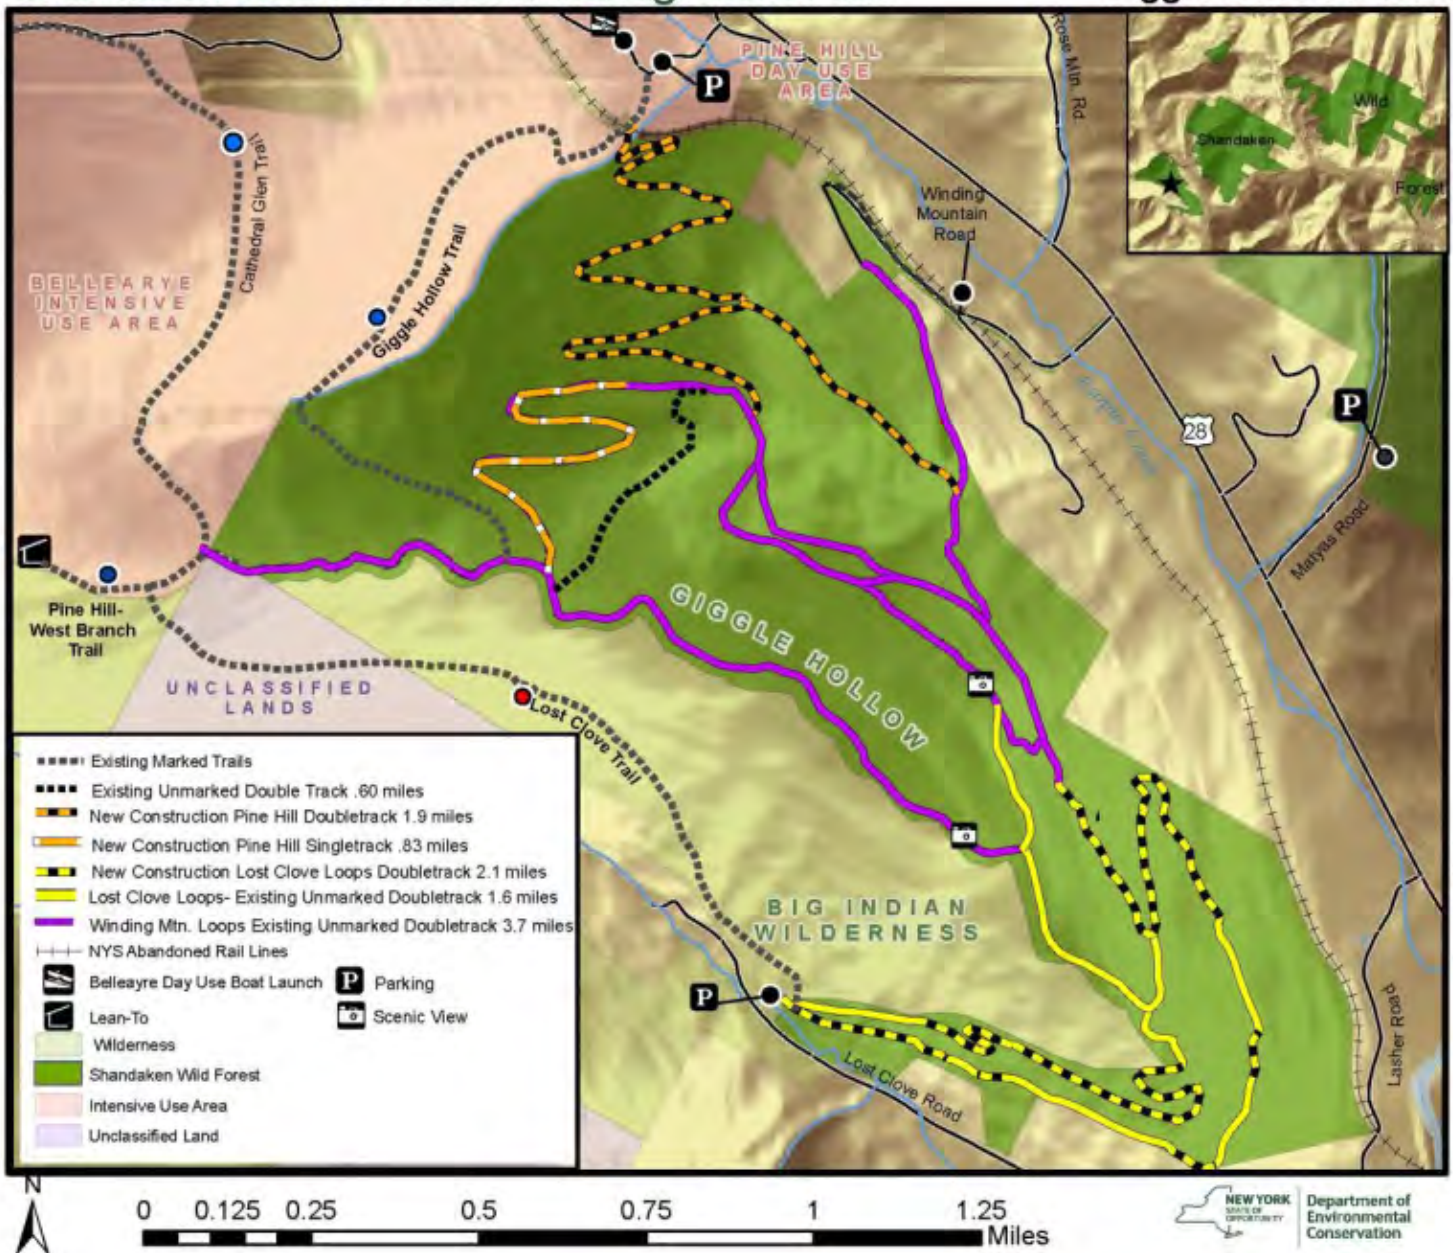 PINE HILL
DAY USE
AREA
P
Rose Mtn. Rd.
Wild
Shandaken
Forest
Cathedral Glen Trail
Winding
Mountain
Road
Giggle Hollow Trail
BELLEARYE
INTENSIVE
USE AREA
28
P
Matyas Road
Pine Hill-
West Branch
Trail
GIGGLE HOLLOW
UNCLASSIFIED
LANDS
Lost Clove Trail
BIG INDIAN
WILDERNESS
P
Lost Clove Road
Lasher Road
Existing Marked Trails
Existing Unmarked Double Track .60 miles
New Construction Pine Hill Doubletrack 1.9 miles
New Construction Pine Hill Singletrack .83 miles
New Construction Lost Clove Loops Doubletrack 2.1 miles
Lost Clove Loops- Existing Unmarked Doubletrack 1.6 miles
Winding Mtn. Loops Existing Unmarked Doubletrack 3.7 miles
NYS Abandoned Rail Lines
Belleayre Day Use Boat Launch
P Parking
Lean-To
Scenic View
Wilderness
Shandaken Wild Forest
Intensive Use Area
Unclassified Land
N
0 0.125 0.25 0.5 0.75 1 1.25
Miles
NEW YORK
STATE OF
OPPORTUNITY
Department of
Environmental
Conservation